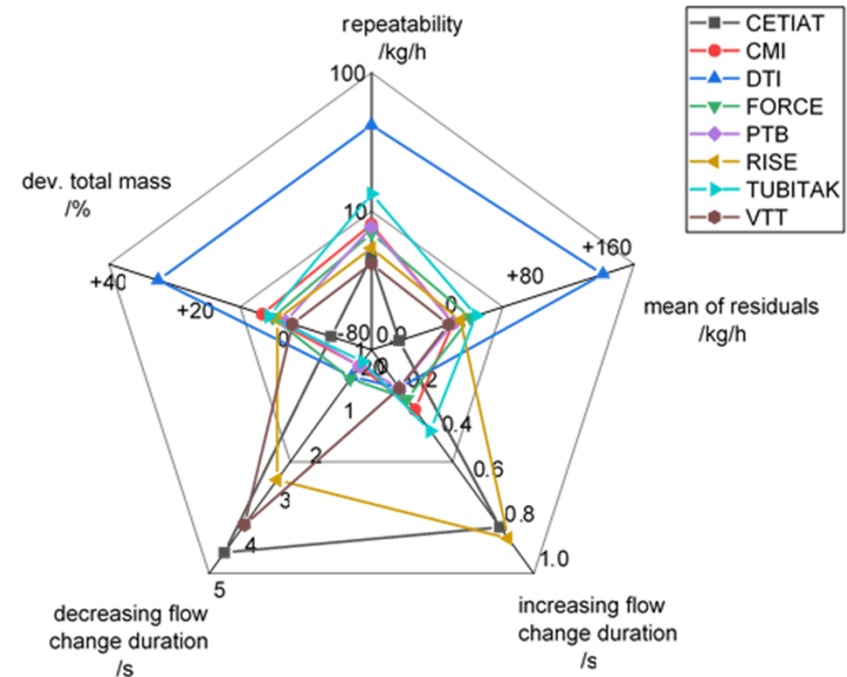 repeatability
/kg/h
100
10
CETIAT
CMI
DTI
FORCE
PTB
RISE
TUBITAK
VTT
dev. total mass
/%
+40
+20
0
+160
+80
0
-80
mean of residuals
/kg/h
0.2
0.4
0.6
0.8
1.0
1
2
3
4
5
decreasing flow
change duration
/s
increasing flow
change duration
/s